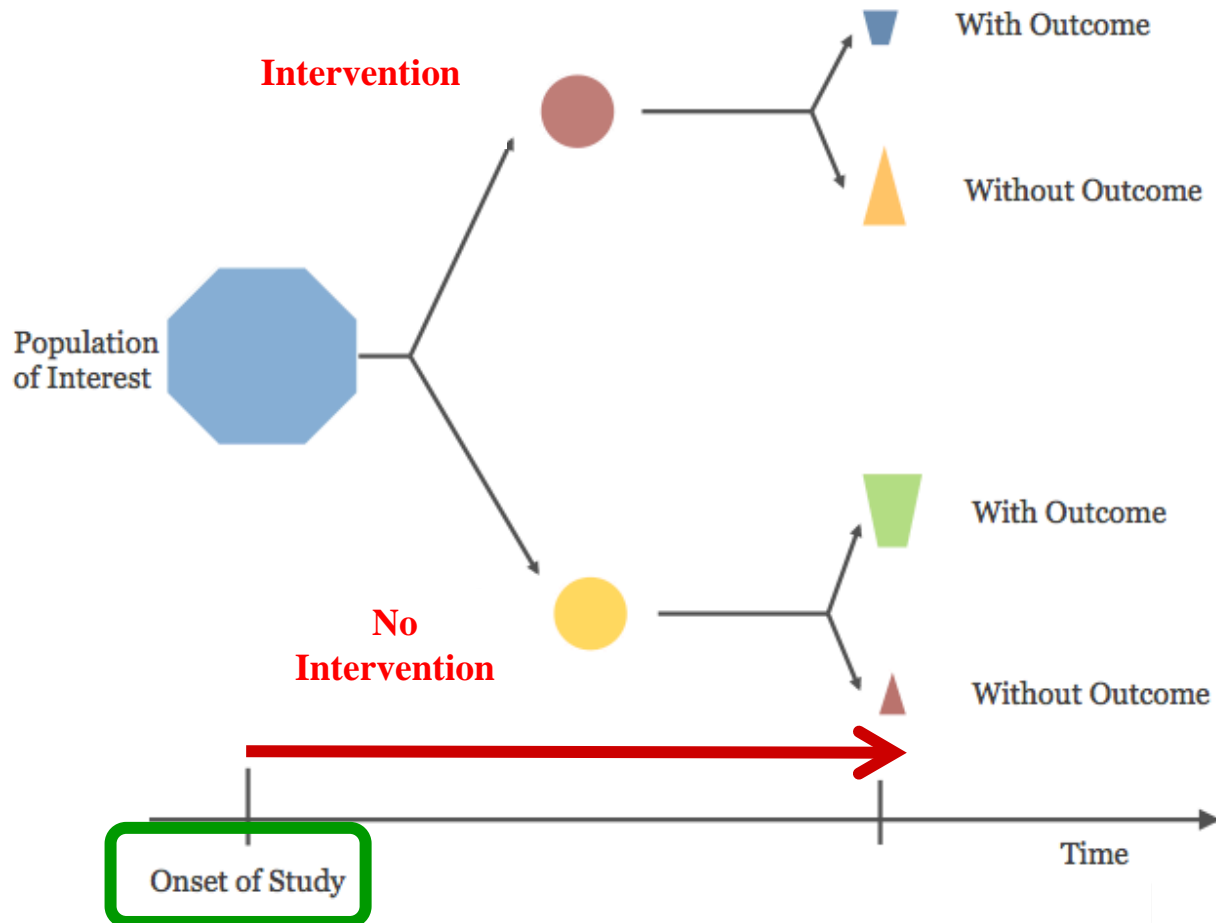 With Outcome
Intervention
Without Outcome
Population
of Interest
With Outcome
No
Intervention
Without Outcome
Time
Onset of Study